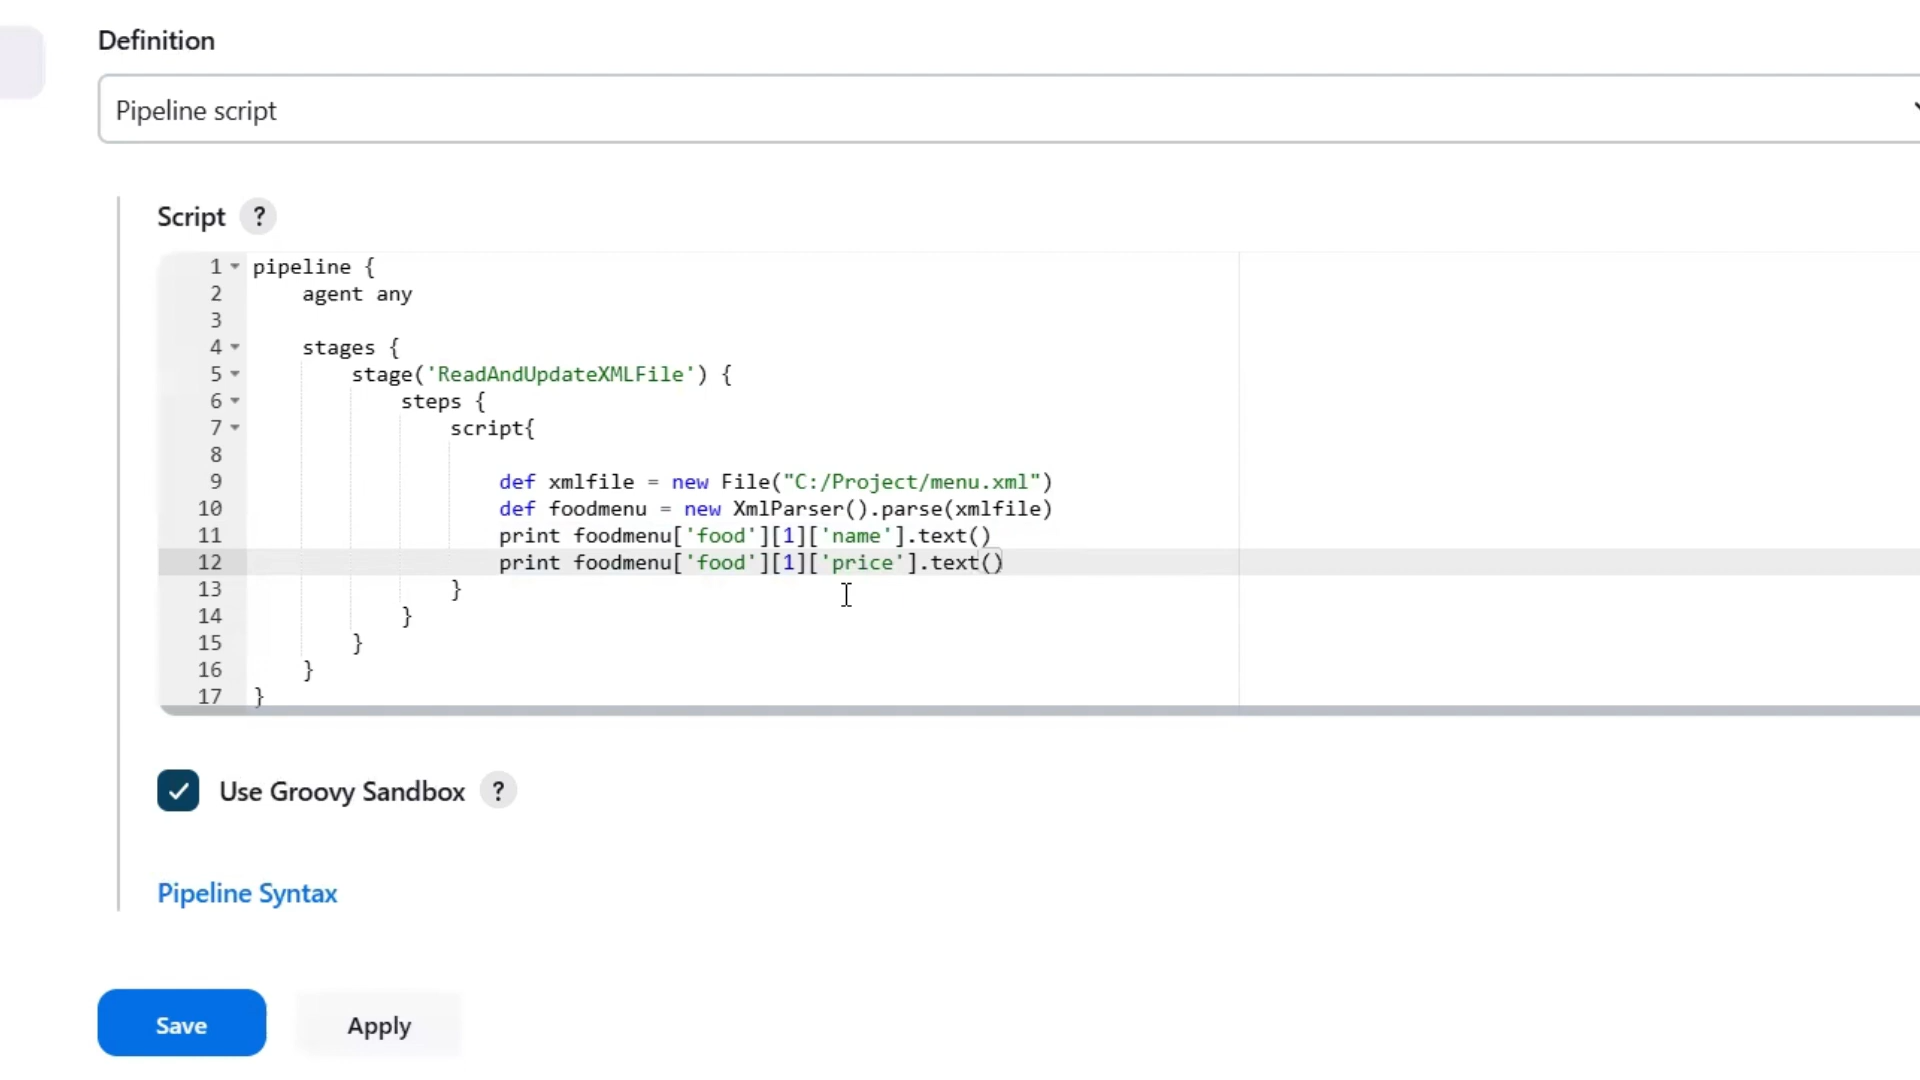 Definition
Pipeline script
Script ?
1 pipeline {
2     agent any
3
4     stages {
5         stage('ReadAndUpdateXMLFile') {
6             steps {
7                 script{
8
9                     def xmlfile = new File("C:/Project/menu.xml")
10                     def foodmenu = new XmlParser().parse(xmlfile)
11                     print foodmenu['food'][1]['name'].text()
12                     print foodmenu['food'][1]['price'].text()
13                 }
14             }
15         }
16     }
17 }
Use Groovy Sandbox ?
Pipeline Syntax
Save Apply